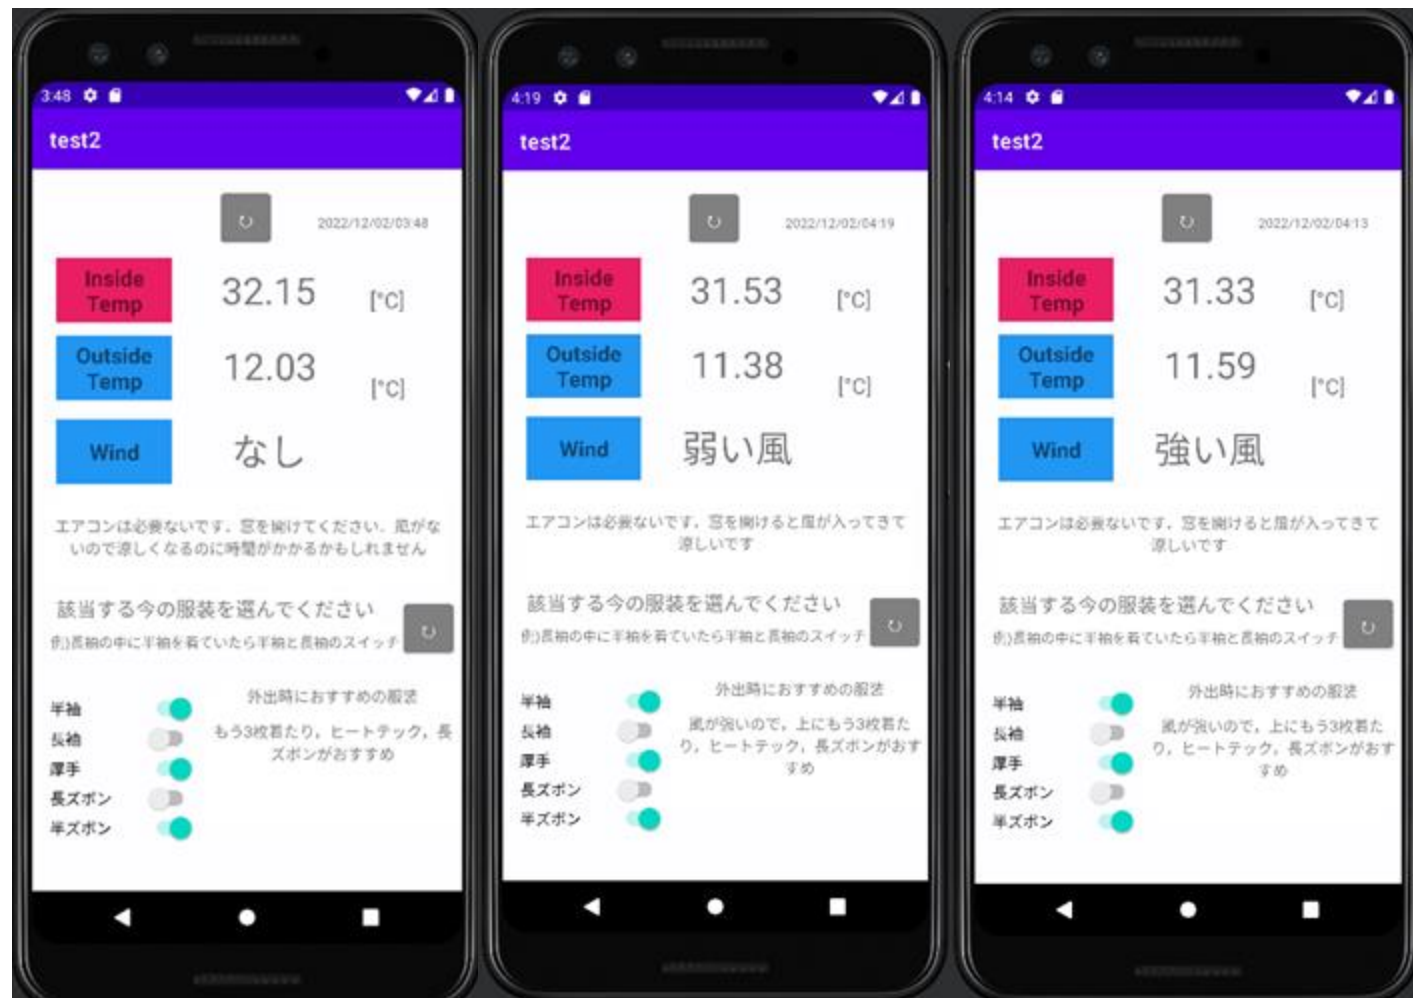 3:48
test2
2022/12/02/03:48
Inside
Temp
32.15
[°C]
Outside
Temp
12.03
[°C]
Wind
なし
エアコンは必要ないです．窓を開けてください．風がな
いので涼しくなるのに時間がかかるかもしれません
該当する今の服装を選んでください
例)長袖の中に半袖を着ていたら半袖と長袖のスイッチ
半袖
長袖
厚手
長ズボン
半ズボン
外出時におすすめの服装
もう3枚着たり，ヒートテック，長
ズボンがおすすめ
4:19
test2
2022/12/02/04:19
Inside
Temp
31.53
[°C]
Outside
Temp
11.38
[°C]
Wind
弱い風
エアコンは必要ないです．窓を開けると風が入ってきて
涼しいです
該当する今の服装を選んでください
例)長袖の中に半袖を着ていたら半袖と長袖のスイッチ
半袖
長袖
厚手
長ズボン
半ズボン
外出時におすすめの服装
風が強いので，上にもう3枚着た
り，ヒートテック，長ズボンがおす
すめ
4:14
test2
2022/12/02/04:13
Inside
Temp
31.33
[°C]
Outside
Temp
11.59
[°C]
Wind
強い風
エアコンは必要ないです．窓を開けると風が入ってきて
涼しいです
該当する今の服装を選んでください
例)長袖の中に半袖を着ていたら半袖と長袖のスイッチ
半袖
長袖
厚手
長ズボン
半ズボン
外出時におすすめの服装
風が強いので，上にもう3枚着た
り，ヒートテック，長ズボンがおす
すめ